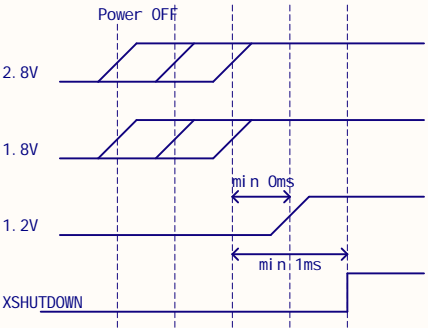 Power OFF
2.8V
1.8V
min 0ms
1.2V
min 1ms
XSHUTDOWN